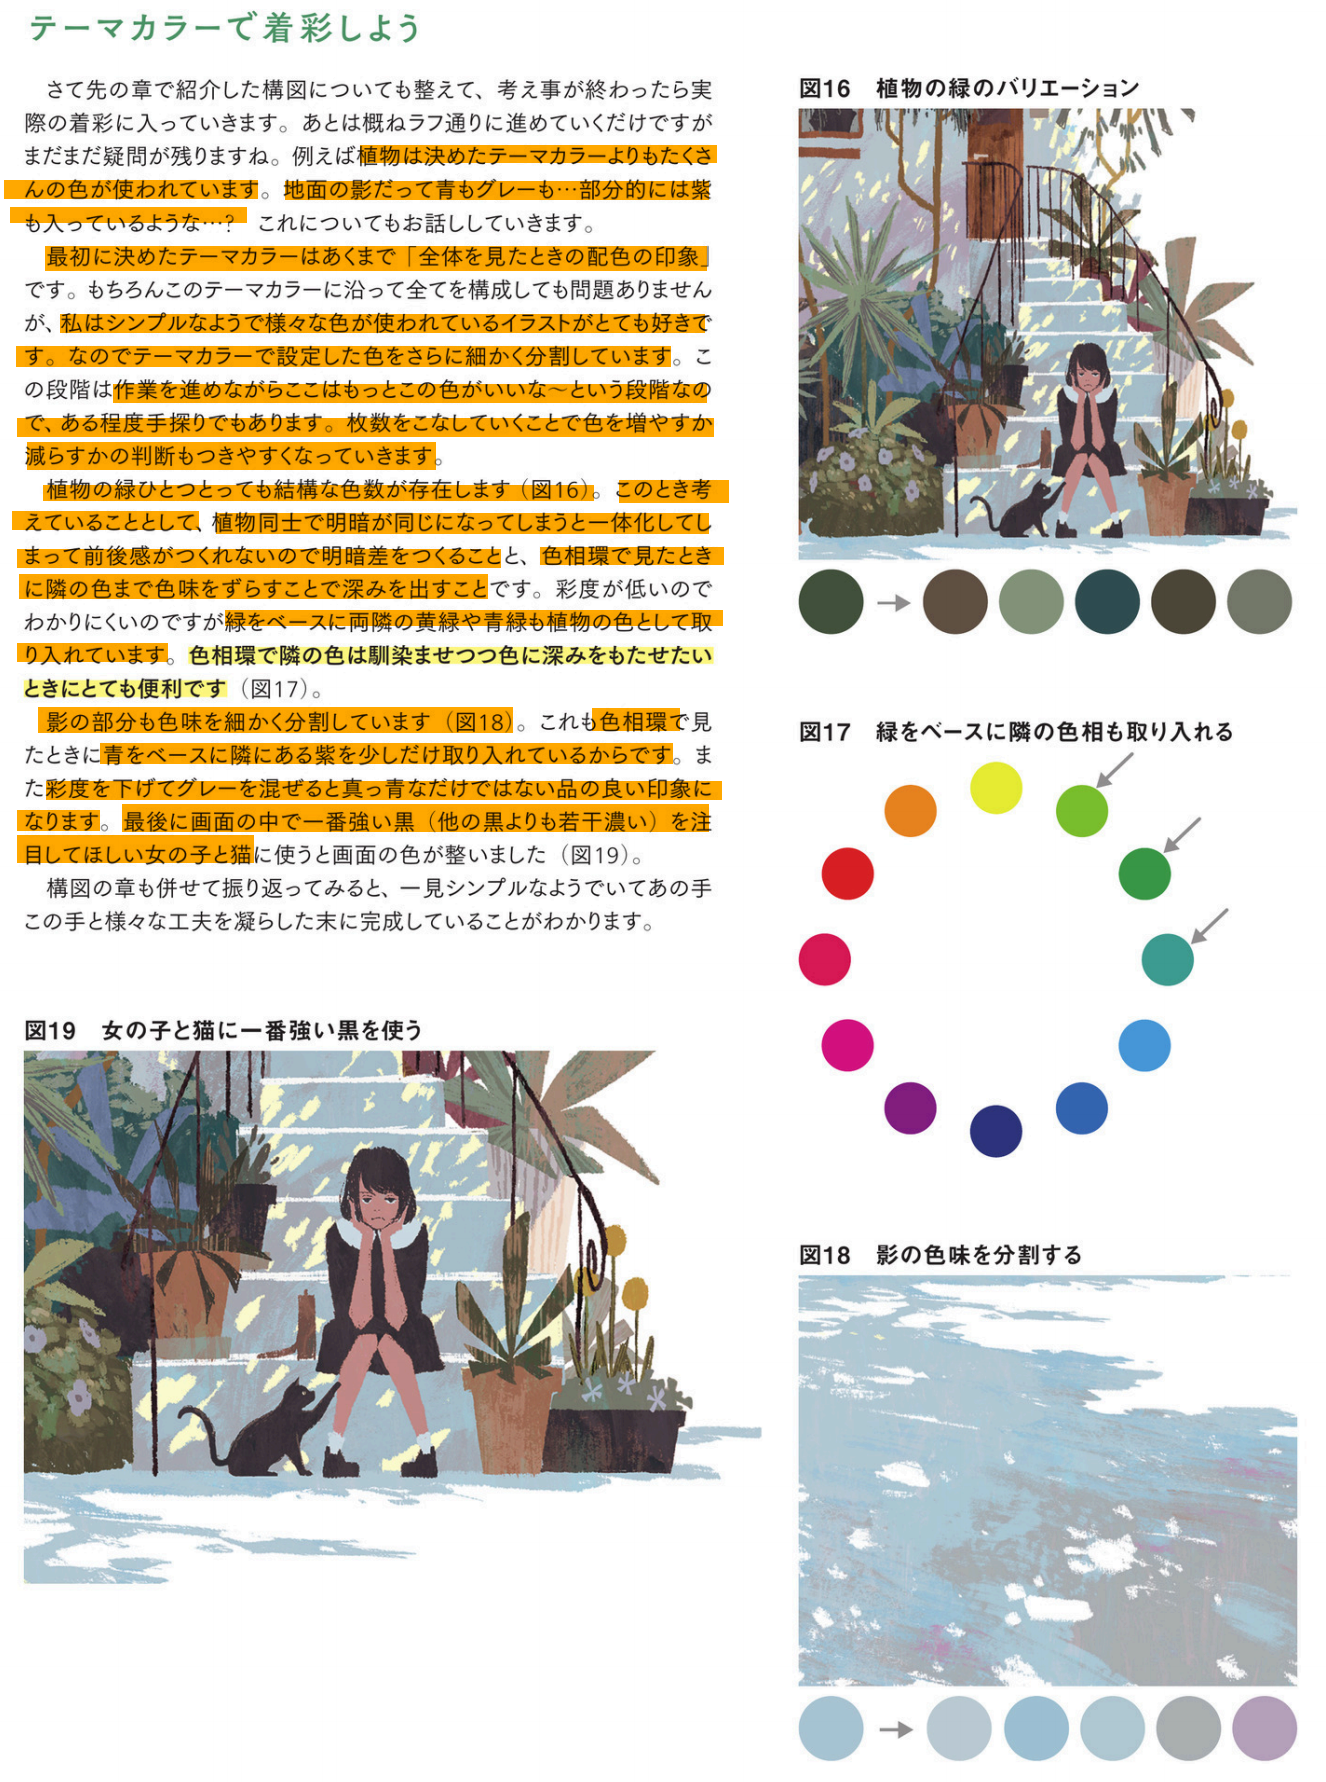 テーマカラーで着彩しよう
さて先の章で紹介した構図についても整えて、考え事が終わったら実
際の着彩に入っていきます。あとは概ねラフ通りに進めていくだけですが
まだまだ疑問が残りますね。例えば植物は決めたテーマカラーよりもたくさ
んの色が使われています。地面の影だって青もグレーも…部分的には紫
も入っているような…？　これについてもお話ししていきます。
最初に決めたテーマカラーはあくまで「全体を見たときの配色の印象」
です。もちろんこのテーマカラーに沿って全てを構成しても問題ありません
が、私はシンプルなようで様々な色が使われているイラストがとても好きで
す。なのでテーマカラーで設定した色をさらに細かく分割しています。こ
の段階は作業を進めながらここはもっとこの色がいいな〜という段階なの
で、ある程度手探りでもあります。枚数をこなしていくことで色を増やすか
減らすかの判断もつきやすくなっていきます。
植物の緑ひとつとっても結構な色数が存在します（図16）。このとき考
えていることとして、植物同士で明暗が同じになってしまうと一体化してし
まって前後感がつくれないので明暗差をつくることと、色相環で見たとき
に隣の色まで色味をずらすことで深みを出すことです。彩度が低いので
わかりにくいのですが緑をベースに両隣の黄緑や青緑も植物の色として取
り入れています。色相環で隣の色は馴染ませつつ色に深みをもたせたい
ときにとても便利です（図17）。
影の部分も色味を細かく分割しています（図18）。これも色相環で見
たときに青をベースに隣にある紫を少しだけ取り入れているからです。ま
た彩度を下げてグレーを混ぜると真っ青なだけではない品の良い印象に
なります。最後に画面の中で一番強い黒（他の黒よりも若干濃い）を注
目してほしい女の子と猫に使うと画面の色が整いました（図19）。
構図の章も併せて振り返ってみると、一見シンプルなようでいてあの手
この手と様々な工夫を凝らした末に完成していることがわかります。
図19　女の子と猫に一番強い黒を使う
図16　植物の緑のバリエーション
図17　緑をベースに隣の色相も取り入れる
図18　影の色味を分割する